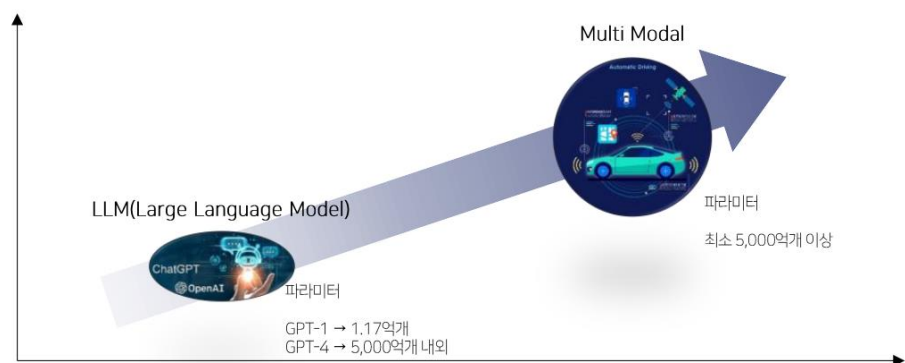 Multi Modal
Automatic Driving
LLM(Large Language Model)
ChatGPT
OpenAI
파라미터
GPT-1 → 1.17억개
GPT-4 → 5,000억개 내외
파라미터
최소 5,000억개 이상